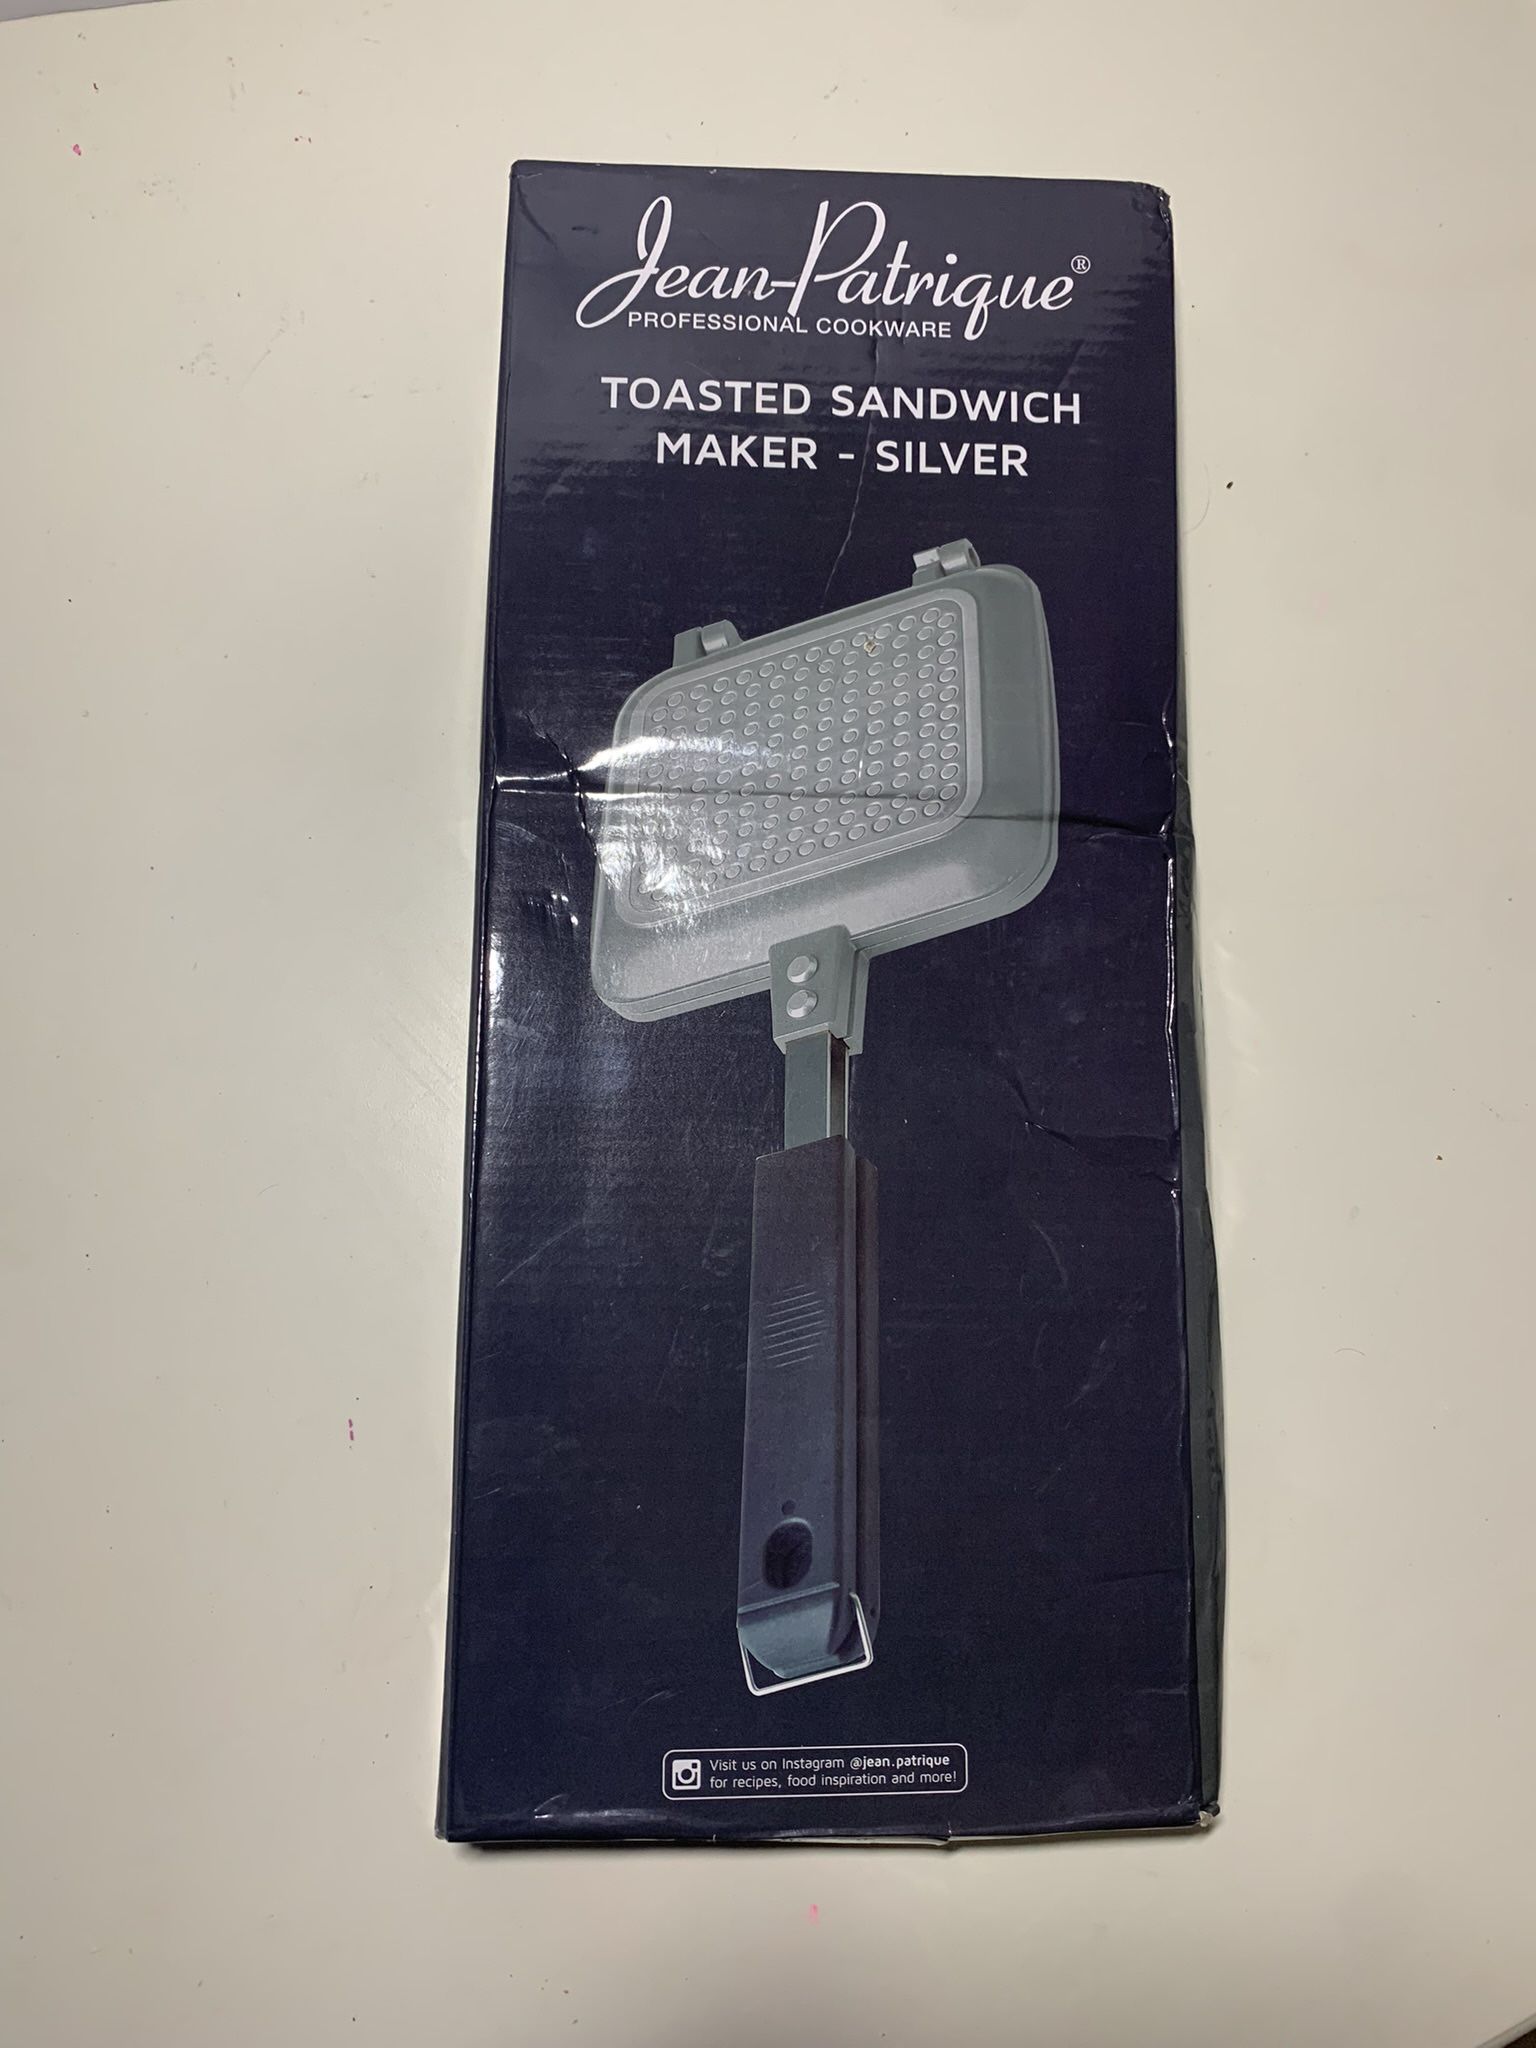 Jean-Patrique®
PROFESSIONAL COOKWARE
TOASTED SANDWICH
MAKER - SILVER
Visit us on Instagram @jean.patrique
for recipes, food inspiration and more!